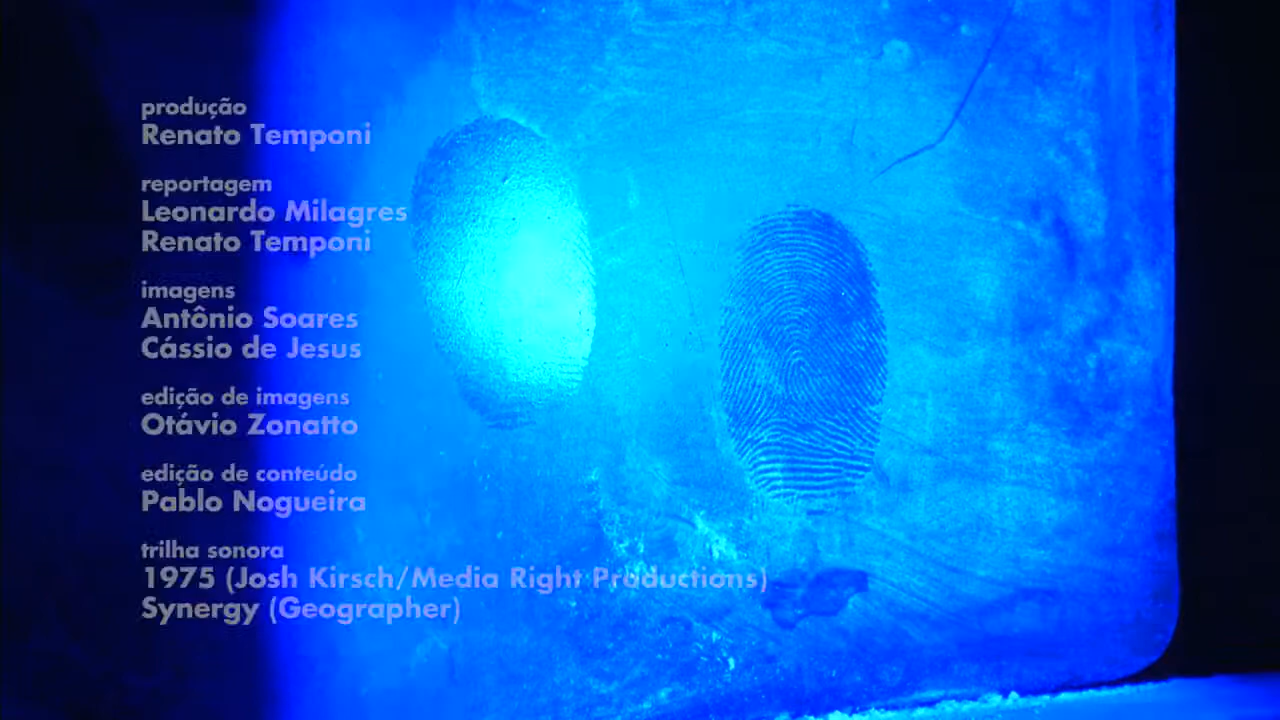 produção
Renato Temponi
reportagem
Leonardo Milagres
Renato Temponi
imagens
Antônio Soares
Cássio de Jesus
edição de imagens
Otávio Zonatto
edição de conteúdo
Pablo Nogueira
trilha sonora
1975 (Josh Kirsch/Media Right Productions)
Synergy (Geographer)